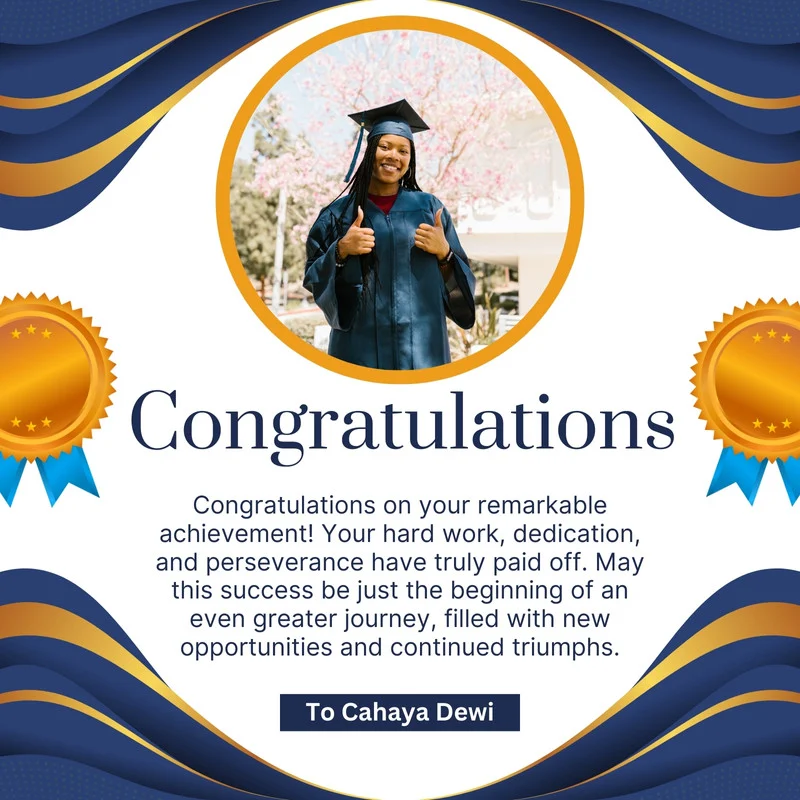 Congratulations
Congratulations on your remarkable
achievement! Your hard work, dedication,
and perseverance have truly paid off. May
this success be just the beginning of an
even greater journey, filled with new
opportunities and continued triumphs.
To Cahaya Dewi